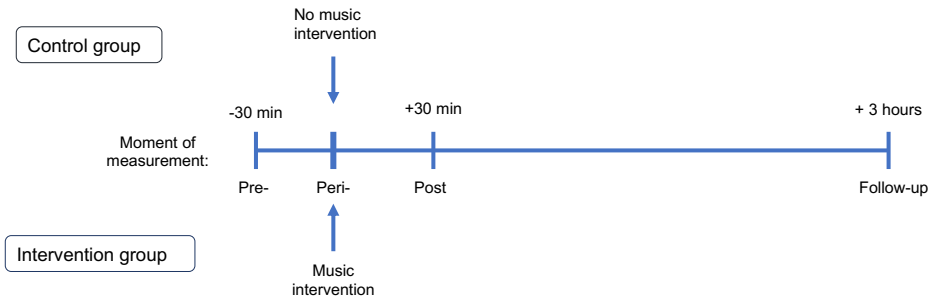 No music
intervention
Control group
-30 min
+30 min
+ 3 hours
Moment of
measurement:
Pre-
Peri-
Post
Follow-up
Intervention group
Music
intervention